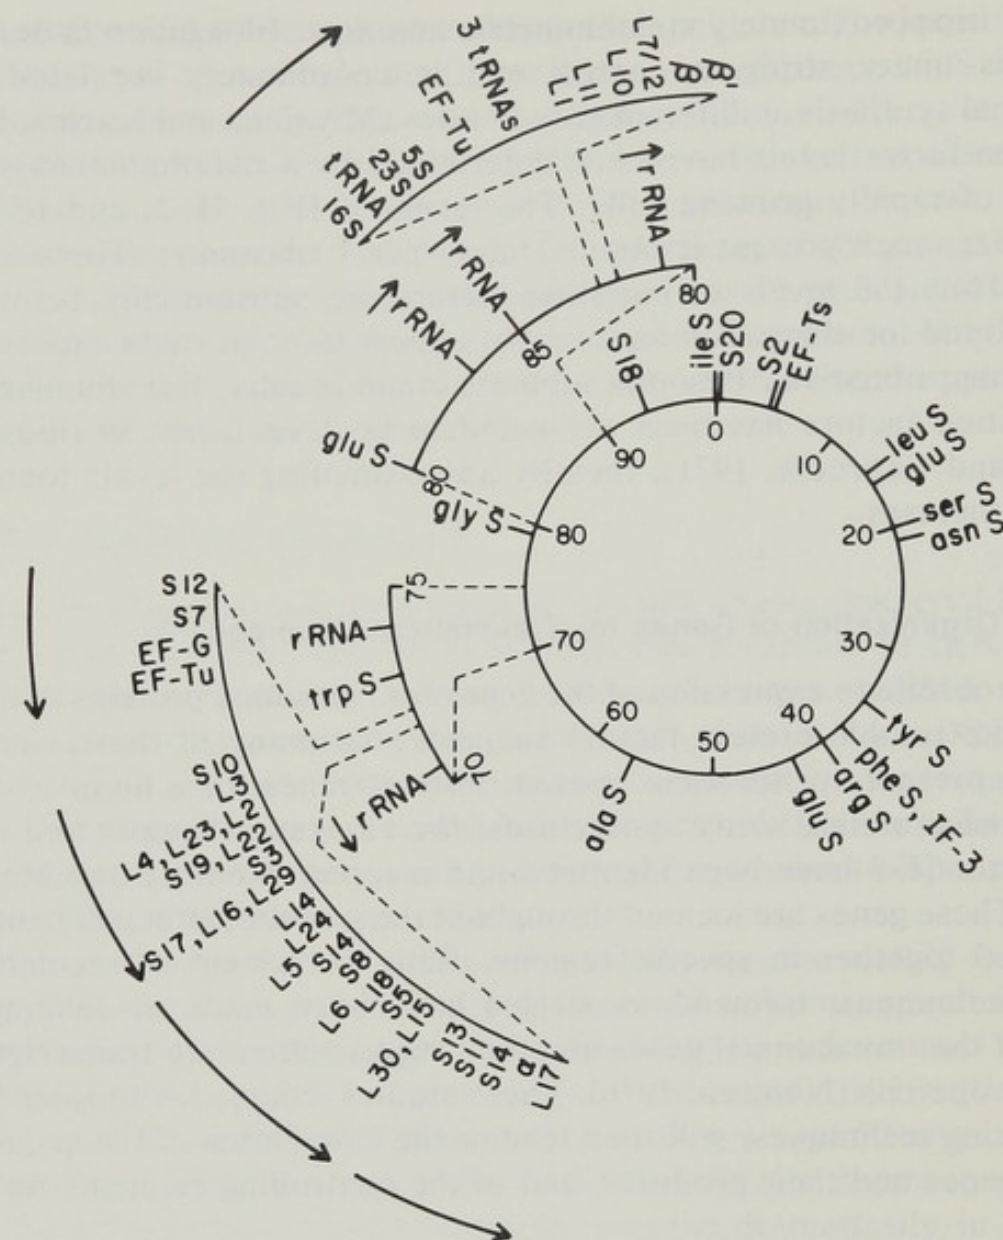 3 tRNAs
EF-Tu
5S
23S
tRNA
16S
L1
L11
L10
L7/12
β
β'
rRNA
rRNA
rRNA
85
80
glu S
80
gly S
S18
ile S
S20
S2
EF-Ts
leu S
glu S
ser S
asn S
tyr S
phe S, IF-3
arg S
glu S
ala S
0
10
20
30
40
50
60
70
80
90
75
rRNA
trp S
rRNA
70
S12
S7
EF-G
EF-Tu
S10
L3
L4, L23, L2
S19, L22
S3
S17, L16, L29
L14
L5, L24
S14
S8
L6
L18
S5
L30, L15
S13
S11
S14
α
L17